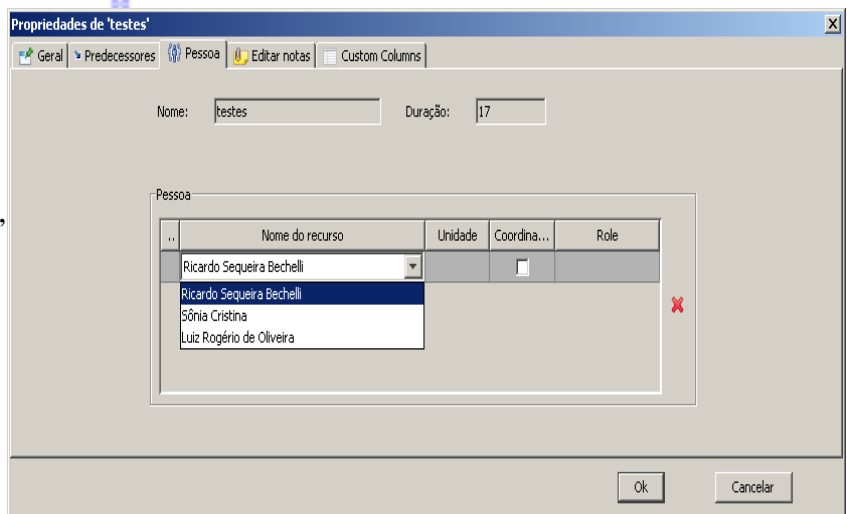 Propriedades de 'testes'
Geral Predecessores Pessoa Editar notas Custom Columns
Nome: testes Duração: 17
Pessoa
,
.. Nome do recurso Unidade Coordina... Role
Ricardo Sequeira Bechelli
Ricardo Sequeira Bechelli
Sônia Cristina
Luiz Rogério de Oliveira
Ok Cancelar